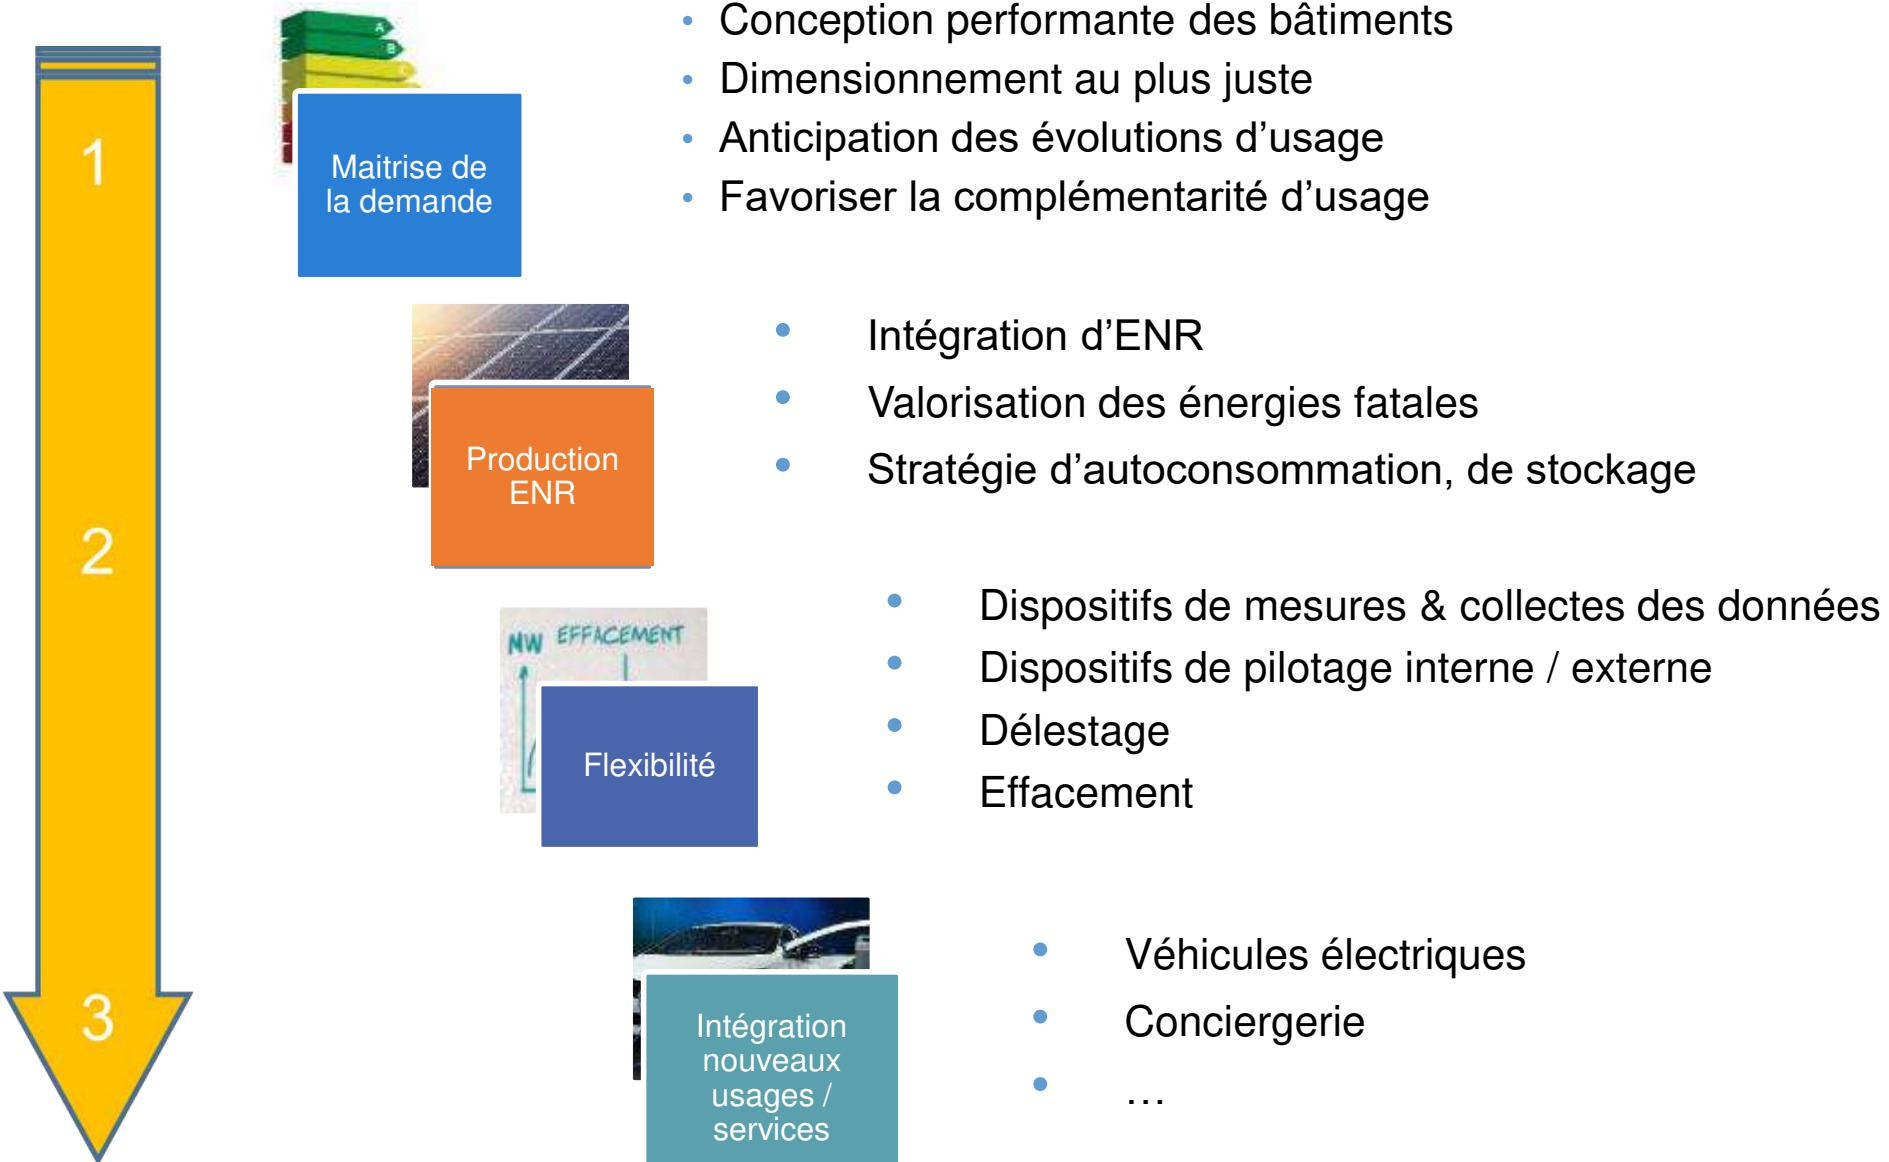 1
A
B
Maitrise de
la demande
• Conception performante des bâtiments
• Dimensionnement au plus juste
• Anticipation des évolutions d’usage
• Favoriser la complémentarité d’usage
Production
ENR
• Intégration d’ENR
• Valorisation des énergies fatales
• Stratégie d’autoconsommation, de stockage
2
NW EFFACEMENT
Flexibilité
• Dispositifs de mesures & collectes des données
• Dispositifs de pilotage interne / externe
• Délestage
• Effacement
3
Intégration
nouveaux
usages /
services
• Véhicules électriques
• Conciergerie
• …